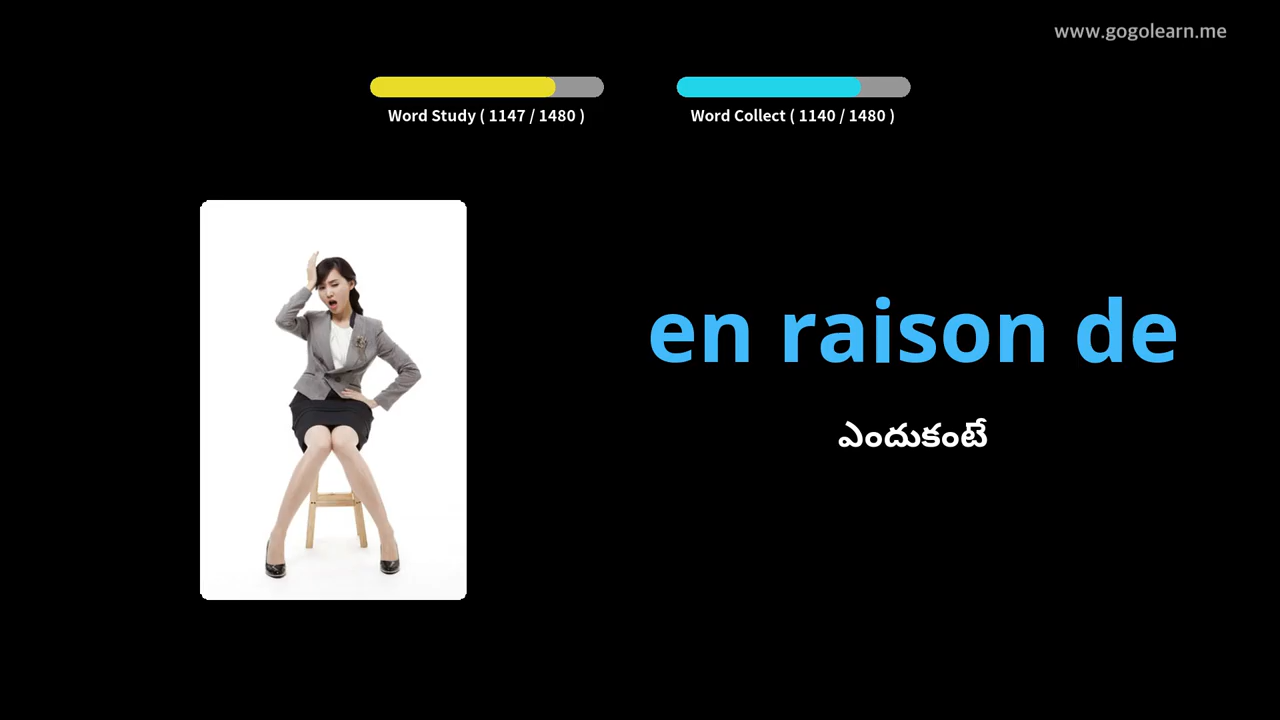 www.gogolearn.me
Word Study ( 1147 / 1480 )
Word Collect ( 1140 / 1480 )
en raison de
ఎందుకంటే